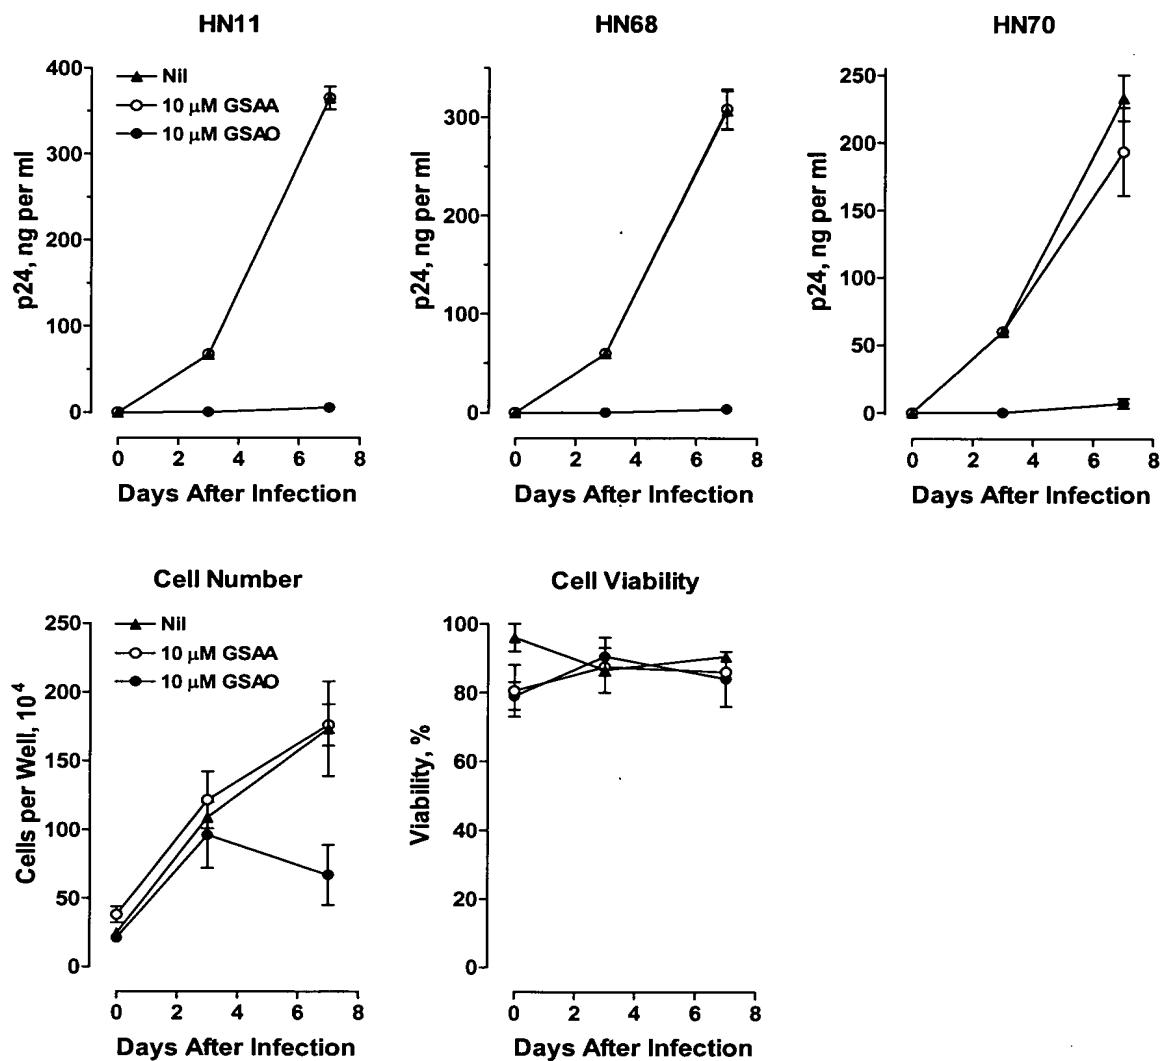 HN11
HN68
HN70
Nil
10 μM GSAA
10 μM GSAO
400
300
200
100
0
p24, ng per ml
0 2 4 6 8
Days After Infection
300
200
100
0
p24, ng per ml
0 2 4 6 8
Days After Infection
250
200
150
100
50
0
p24, ng per ml
0 2 4 6 8
Days After Infection
Cell Number
Nil
10 μM GSAA
10 μM GSAO
250
200
150
100
50
0
Cells per Well, 10⁴
0 2 4 6 8
Days After Infection
Cell Viability
100
80
60
40
20
0
Viability, %
0 2 4 6 8
Days After Infection